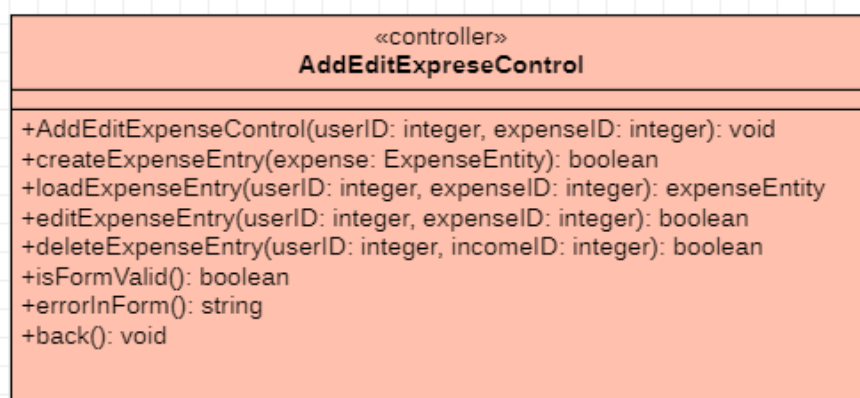 «controller»
AddEditExpreseControl
+AddEditExpenseControl(userID: integer, expenseID: integer): void
+createExpenseEntry(expense: ExpenseEntity): boolean
+loadExpenseEntry(userID: integer, expenseID: integer): expenseEntity
+editExpenseEntry(userID: integer, expenseID: integer): boolean
+deleteExpenseEntry(userID: integer, incomeID: integer): boolean
+isFormValid(): boolean
+errorInForm(): string
+back(): void